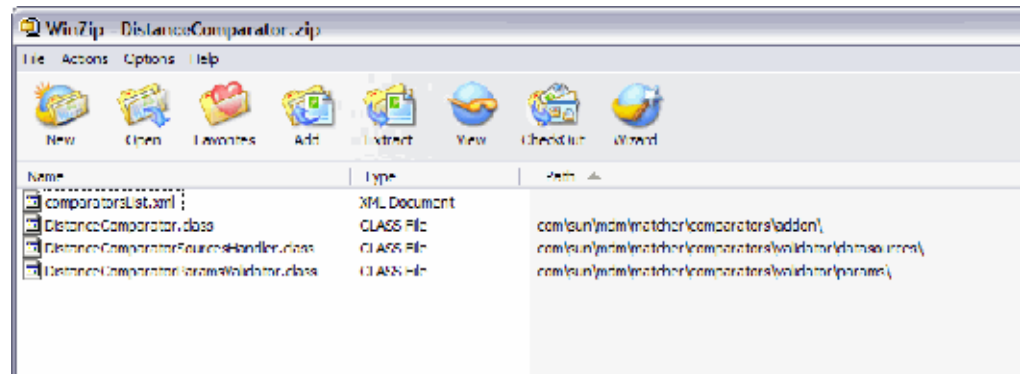 WinZip - DistanceComparator.zip
File Actions Options Help
New Open Favorites Add Extract View CheckOut Wizard
Name Type Path
comparatorsList.xml XML Document
DistanceComparator.class CLASS File com\sun\mdm\matcher\comparators\addon\
DistanceComparatorSourcesHandler.class CLASS File com\sun\mdm\matcher\comparators\validator\datasources\
DistanceComparatorParamsValidator.class CLASS File com\sun\mdm\matcher\comparators\validator\params\